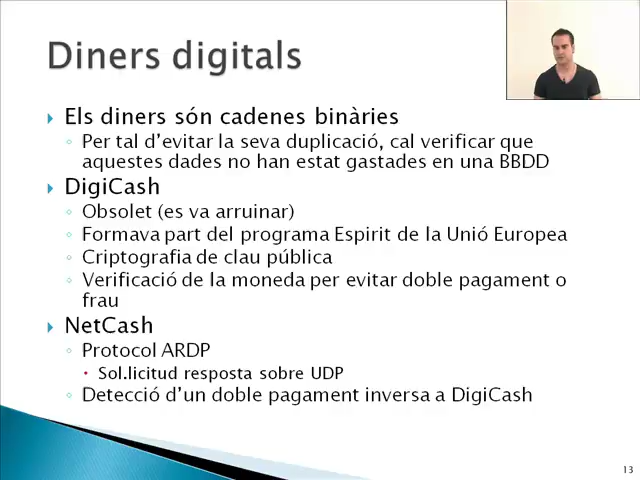 Diners digitals
Els diners són cadenes binàries
Per tal d'evitar la seva duplicació, cal verificar que
aquestes dades no han estat gastades en una BBDD
DigiCash
Obsolet (es va arruinar)
Formava part del programa Espirit de la Unió Europea
Criptografia de clau pública
Verificació de la moneda per evitar doble pagament o
frau
NetCash
Protocol ARDP
Sol.licitud resposta sobre UDP
Detecció d'un doble pagament inversa a DigiCash
13